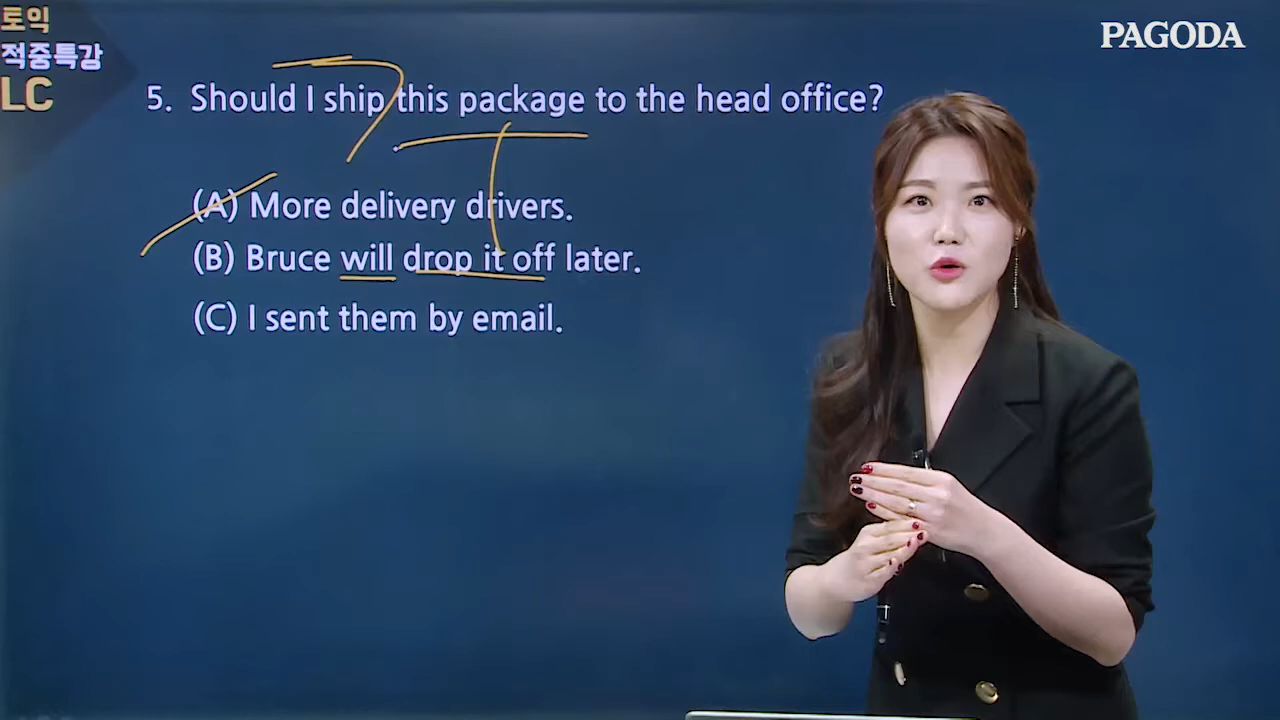 토익
적중특강
LC
PAGODA
5. Should I ship this package to the head office?
(A) More delivery drivers.
(B) Bruce will drop it off later.
(C) I sent them by email.